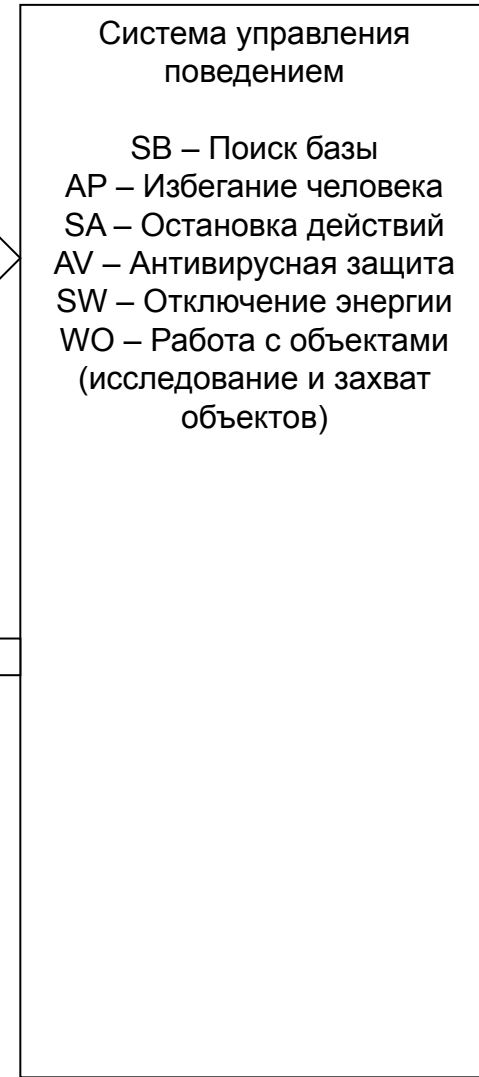 Система управления
поведением
SB – Поиск базы
AP – Избегание человека
SA – Остановка действий
AV – Антивирусная защита
SW – Отключение энергии
WO – Работа с объектами
(исследование и захват
объектов)